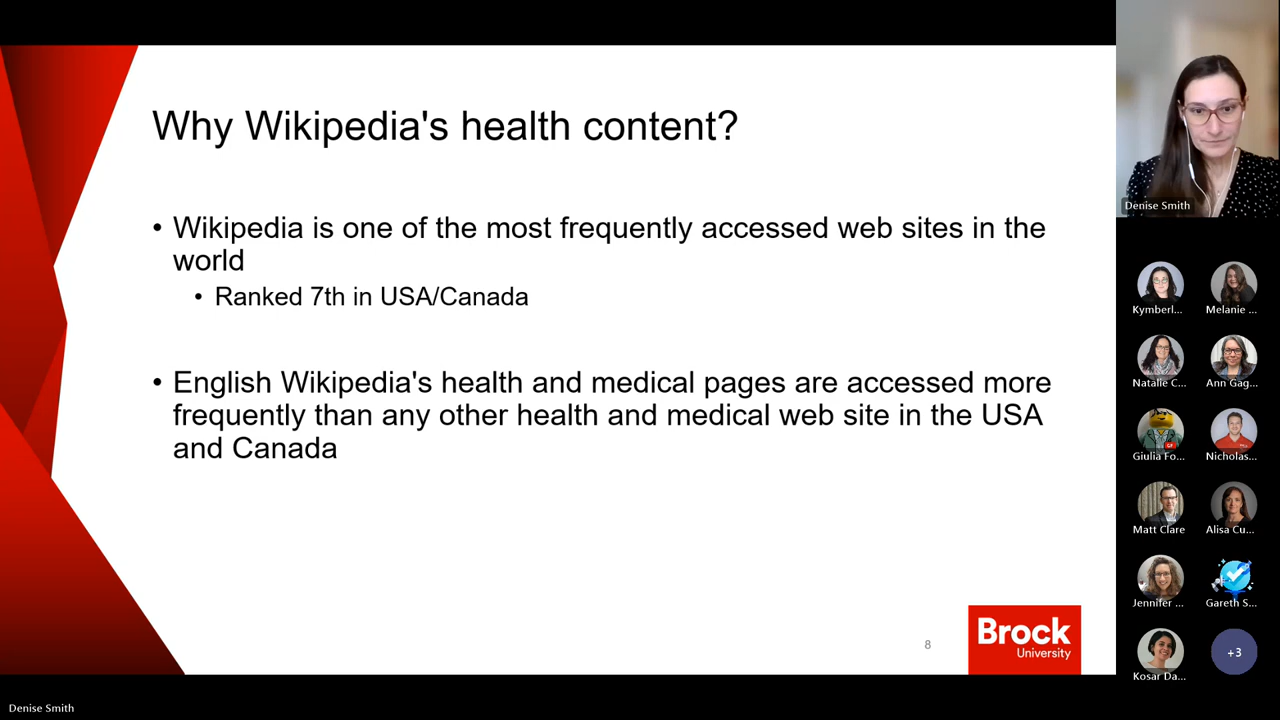 Why Wikipedia's health content?
• Wikipedia is one of the most frequently accessed web sites in the
world
• Ranked 7th in USA/Canada
• English Wikipedia's health and medical pages are accessed more
frequently than any other health and medical web site in the USA
and Canada
8
Brock
University
Denise Smith
Kymberl...
Melanie ...
Natalie C...
Ann Gag...
Giulia Fo...
Nicholas...
Matt Clare
Alisa Cu...
Jennifer ...
Gareth S...
Kosar Da...
+3
Denise Smith